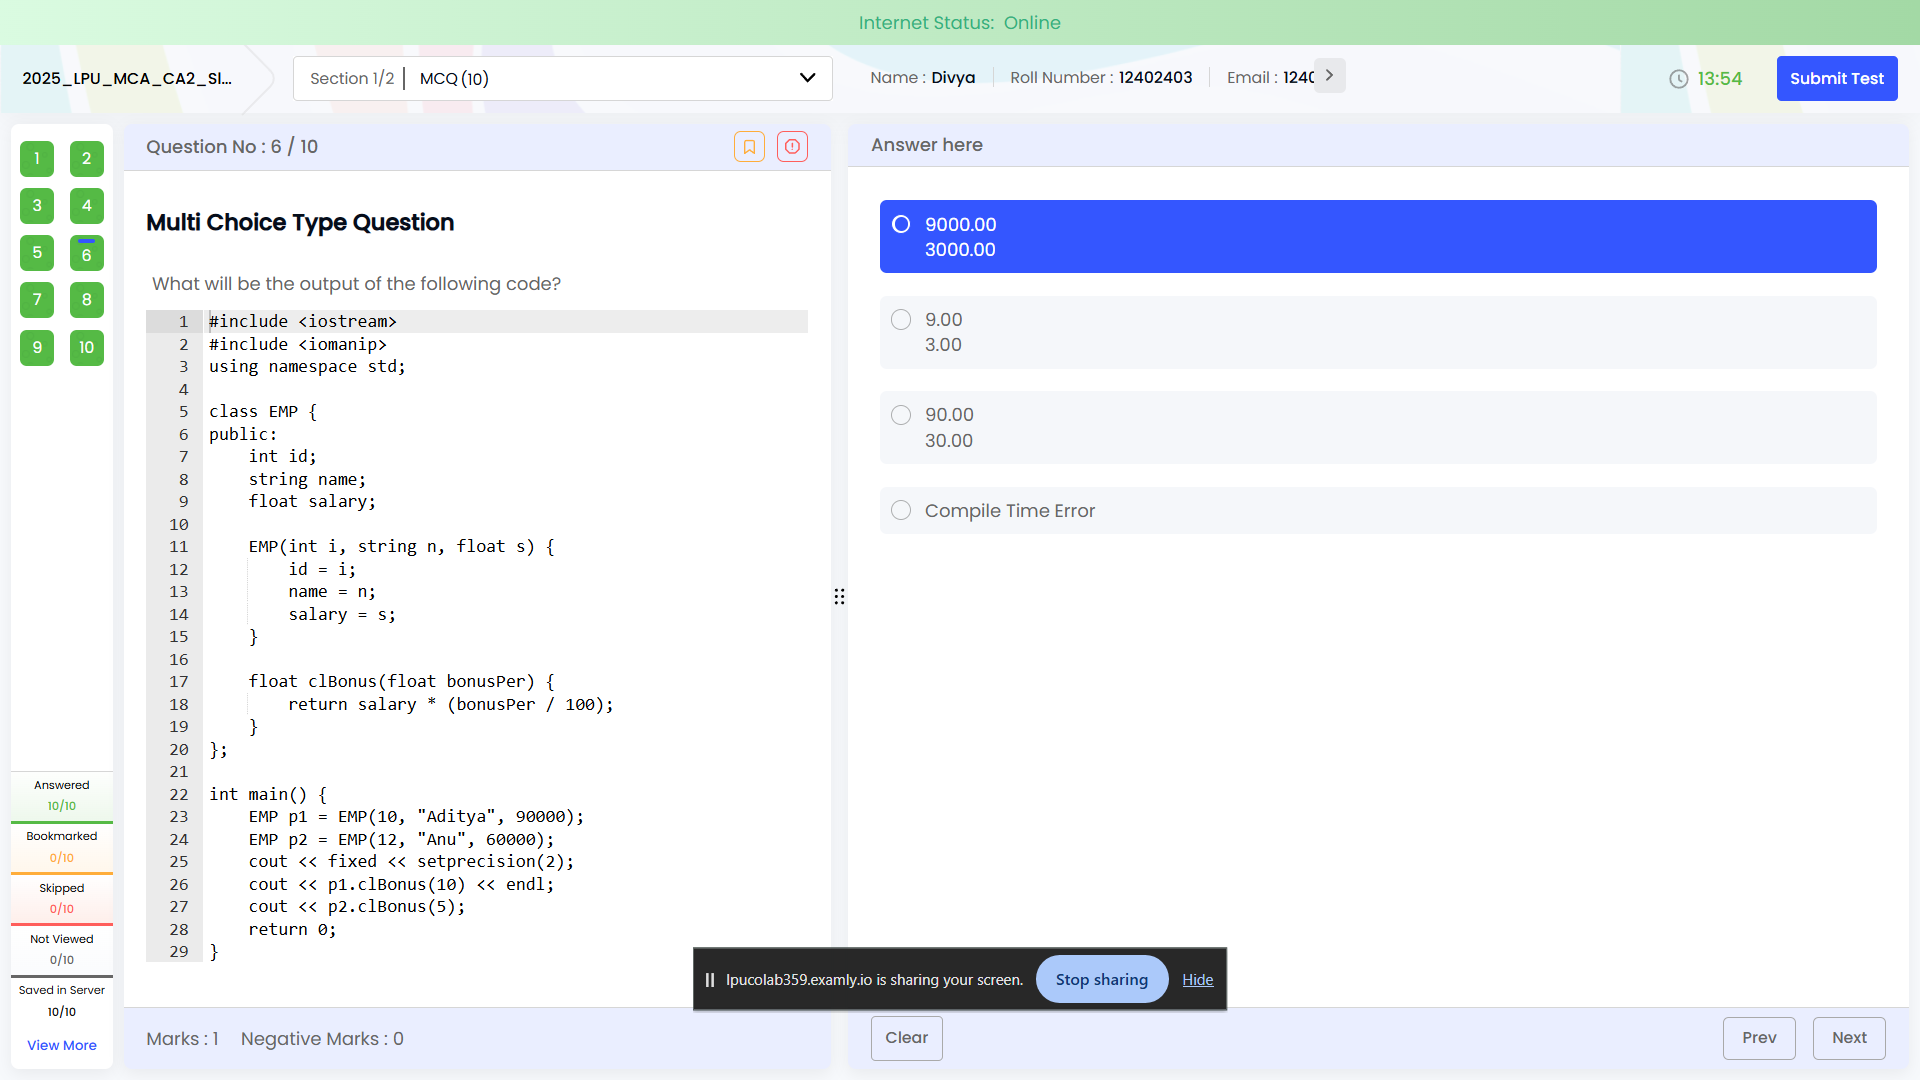 Internet Status: Online
2025_LPU_MCA_CA2_Sl...
Section 1/2
MCQ (10)
Name : Divya
Roll Number : 12402403
Email : 1240
13:54
Submit Test
1 2
3 4
5 6
7 8
9 10
Question No : 6 / 10
Multi Choice Type Question
What will be the output of the following code?
1 #include <iostream>
2 #include <iomanip>
3 using namespace std;
4
5 class EMP {
6 public:
7     int id;
8     string name;
9     float salary;
10
11     EMP(int i, string n, float s) {
12         id = i;
13         name = n;
14         salary = s;
15     }
16
17     float clBonus(float bonusPer) {
18         return salary * (bonusPer / 100);
19     }
20 };
21
22 int main() {
23     EMP p1 = EMP(10, "Aditya", 90000);
24     EMP p2 = EMP(12, "Anu", 60000);
25     cout << fixed << setprecision(2);
26     cout << p1.clBonus(10) << endl;
27     cout << p2.clBonus(5);
28     return 0;
29 }
Answer here
9000.00
3000.00
9.00
3.00
90.00
30.00
Compile Time Error
Answered
10/10
Bookmarked
0/10
Skipped
0/10
Not Viewed
0/10
Saved in Server
10/10
View More
lpucolab359.examly.io is sharing your screen.
Stop sharing
Hide
Marks : 1
Negative Marks : 0
Clear
Prev
Next